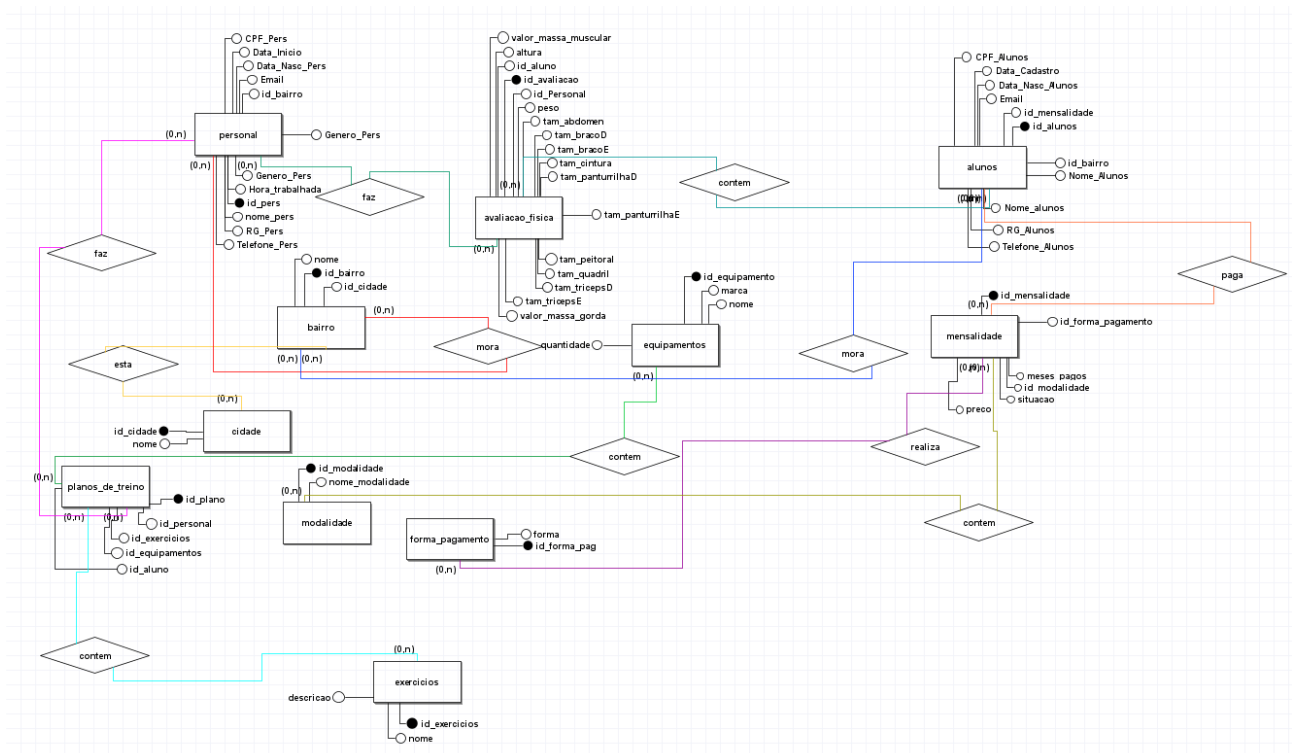 CPF_Pers
Data_Inicio
Data_Nasc_Pers
Email
id_bairro
(0,n)
personal
Genero_Pers
(0,n)
(0,n)
Genero_Pers
Hora_trabalhada
id_pers
nome_pers
RG_Pers
Telefone_Pers
faz
faz
valor_massa_muscular
altura
id_aluno
id_avaliacao
id_Personal
peso
tam_abdomen
tam_bracoD
tam_bracoE
tam_cintura
tam_panturrilhaD
(0,n)
avaliacao_fisica
tam_panturrilhaE
(0,n)
tam_peitoral
tam_quadril
tam_tricepsD
tam_tricepsE
valor_massa_gorda
contem
CPF_Alunos
Data_Cadastro
Data_Nasc_Alunos
Email
id_mensalidade
id_alunos
alunos
id_bairro
Nome_Alunos
Nome_alunos
RG_Alunos
Telefone_Alunos
paga
nome
id_bairro
id_cidade
bairro
(0,n)
(0,n)
(0,n)
mora
id_equipamento
marca
nome
quantidade
equipamentos
(0,n)
mora
id_mensalidade
(0,n)
mensalidade
id_forma_pagamento
meses_pagos
id_modalidade
situacao
preco
esta
(0,n)
id_cidade
nome
cidade
contem
realiza
(0,n)
planos_de_treino
id_plano
(0,n)
(0,n)
id_personal
id_exercicios
id_equipamentos
id_aluno
id_modalidade
nome_modalidade
(0,n)
modalidade
forma_pagamento
forma
id_forma_pag
(0,n)
contem
contem
(0,n)
exercicios
descricao
id_exercicios
nome